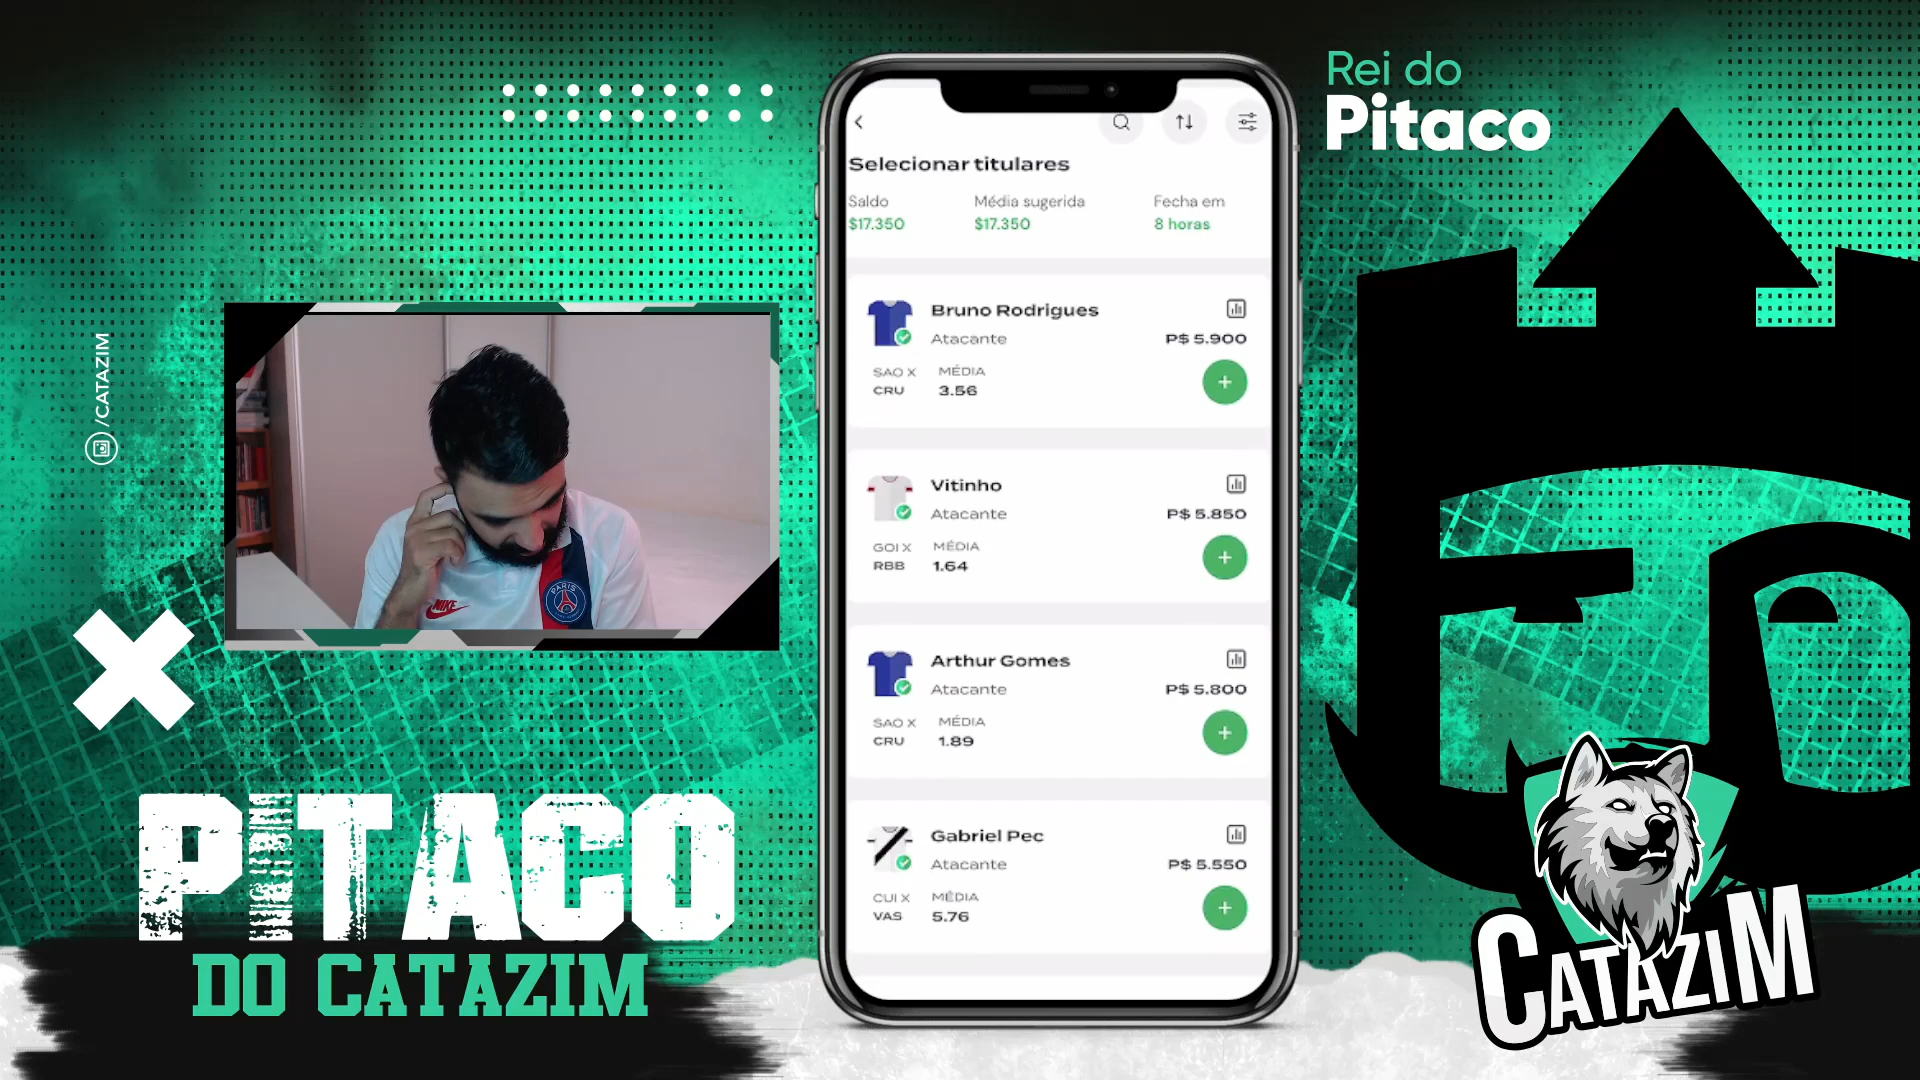 Rei do
Pitaco
Selecionar titulares
Saldo
$17.350
Média sugerida
$17.350
Fecha em
8 horas
Bruno Rodrigues
Atacante
P$ 5.900
SAO X
CRU
MÉDIA
3.56
+
Vitinho
Atacante
P$ 5.850
GOI X
RBB
MÉDIA
1.64
+
Arthur Gomes
Atacante
P$ 5.800
SAO X
CRU
MÉDIA
1.89
+
Gabriel Pec
Atacante
P$ 5.550
CUI X
VAS
MÉDIA
5.76
+
/CATAZIM
NIKE
PARIS
PITACO
DO CATAZIM
CATAZIM